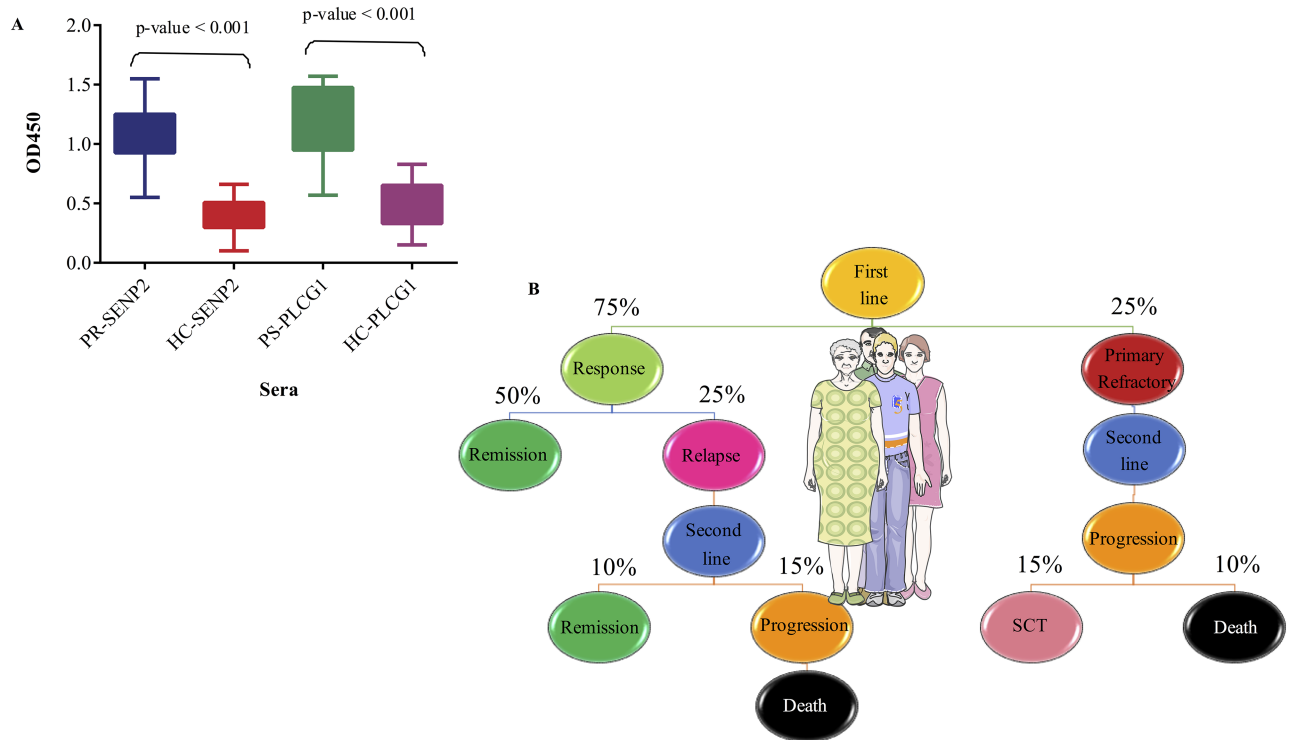 A
p-value < 0.001
p-value < 0.001
2.0
1.5
1.0
0.5
0.0
OD450
PR-SENP2
HC-SENP2
PS-PLCG1
HC-PLCG1
Sera
B
First
line
75%
25%
Response
Primary
Refractory
50%
25%
Remission
Relapse
Second
line
Second
line
Progression
10%
15%
15%
10%
Remission
Progression
SCT
Death
Death